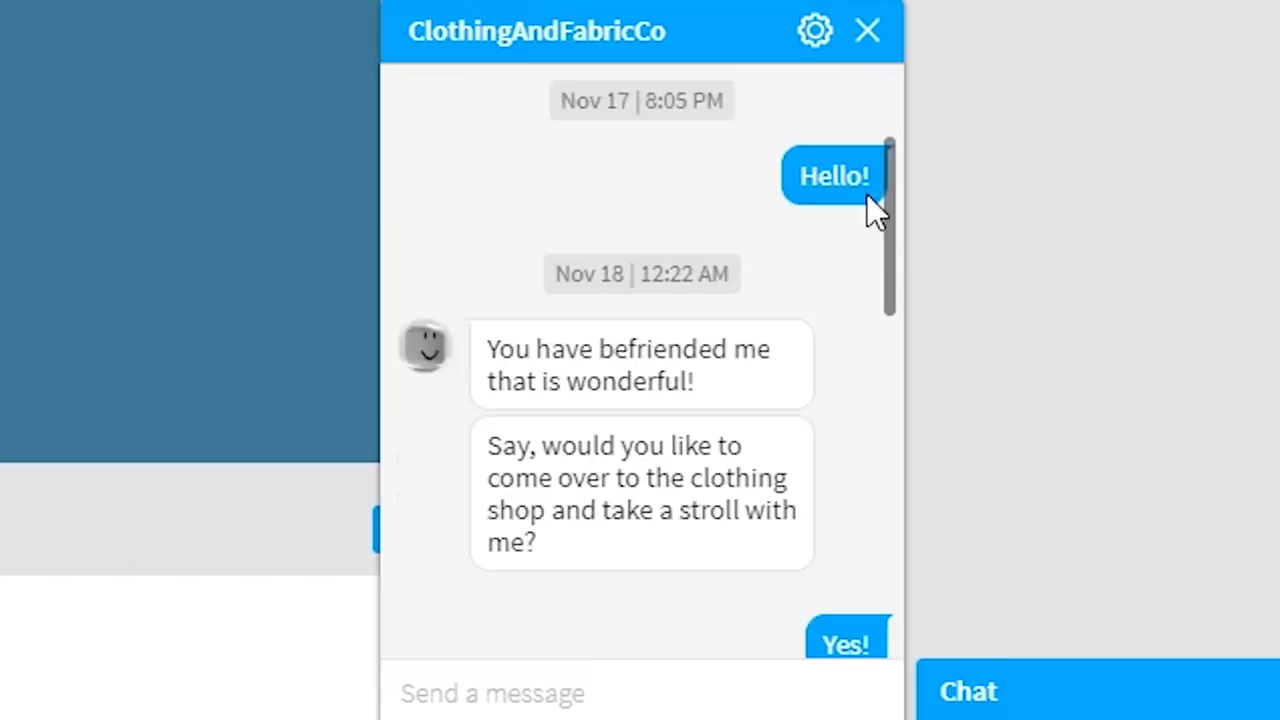 ClothingAndFabricCo
Nov 17 | 8:05 PM
Hello!
Nov 18 | 12:22 AM
You have befriended me
that is wonderful!
Say, would you like to
come over to the clothing
shop and take a stroll with
me?
Yes!
Send a message
Chat